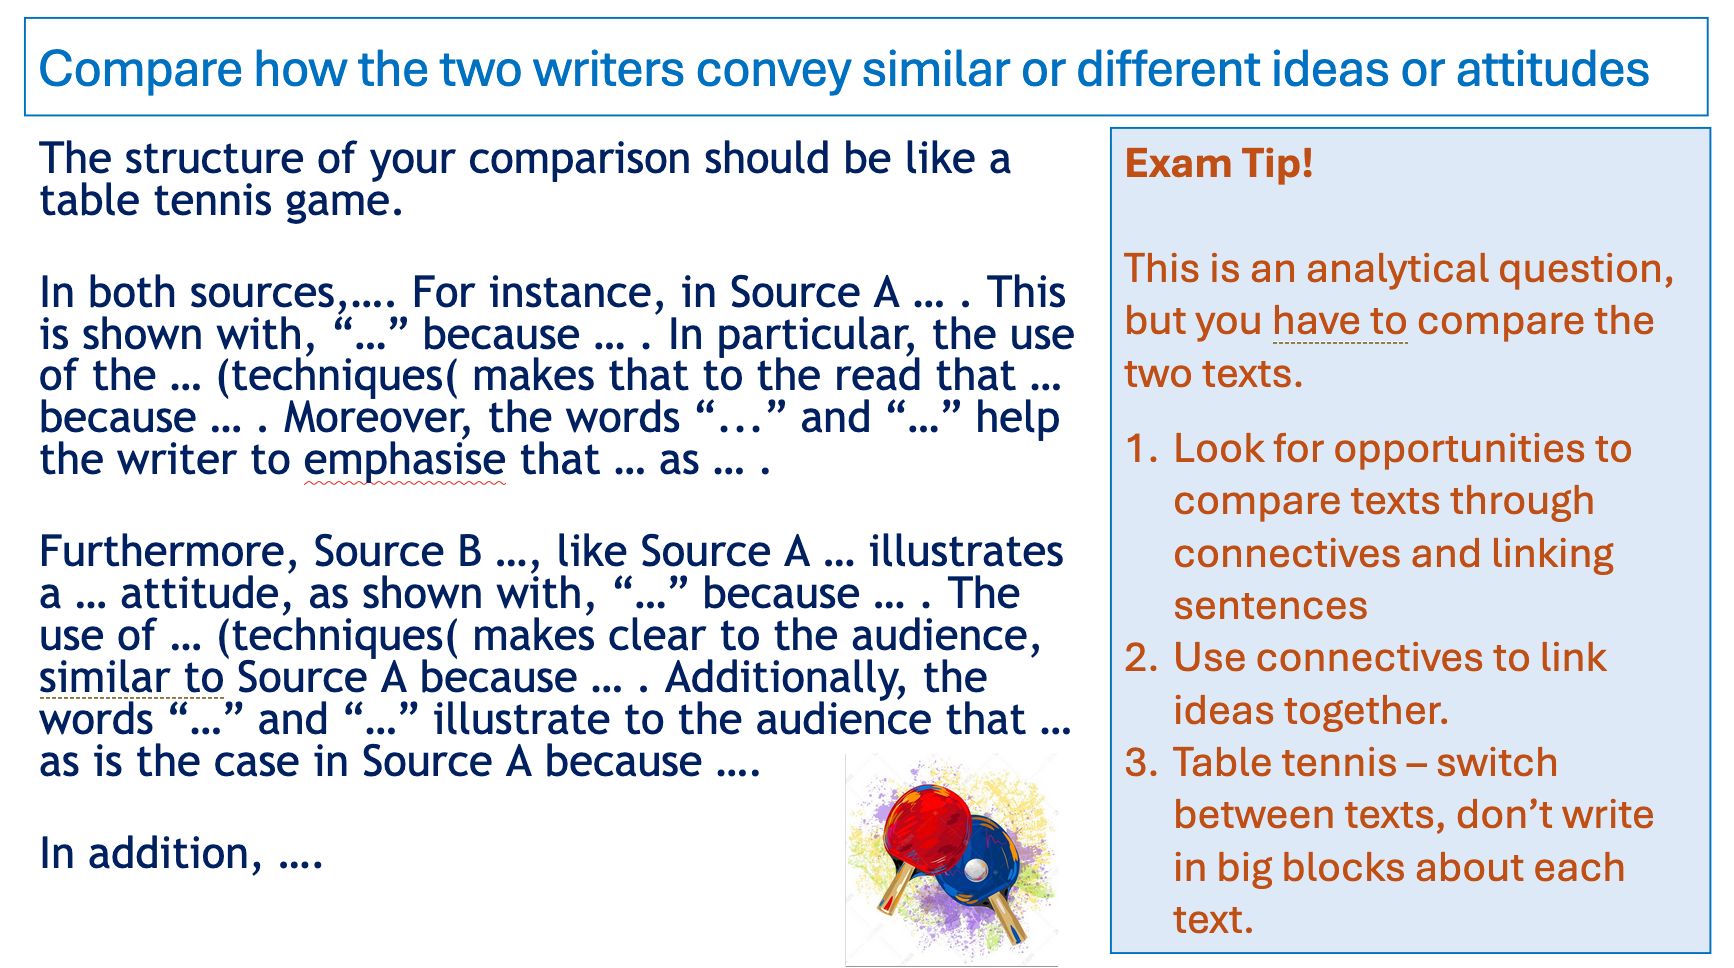 Compare how the two writers convey similar or different ideas or attitudes
The structure of your comparison should be like a
table tennis game.
In both sources,…. For instance, in Source A … . This
is shown with, “…” because … . In particular, the use
of the … (techniques( makes that to the read that …
because … . Moreover, the words “...” and “…” help
the writer to emphasise that … as … .
Furthermore, Source B …, like Source A … illustrates
a … attitude, as shown with, “…” because … . The
use of … (techniques( makes clear to the audience,
similar to Source A because … . Additionally, the
words “…” and “…” illustrate to the audience that …
as is the case in Source A because ….
In addition, ….
Exam Tip!
This is an analytical question,
but you have to compare the
two texts.
1. Look for opportunities to
compare texts through
connectives and linking
sentences
2. Use connectives to link
ideas together.
3. Table tennis – switch
between texts, don’t write
in big blocks about each
text.